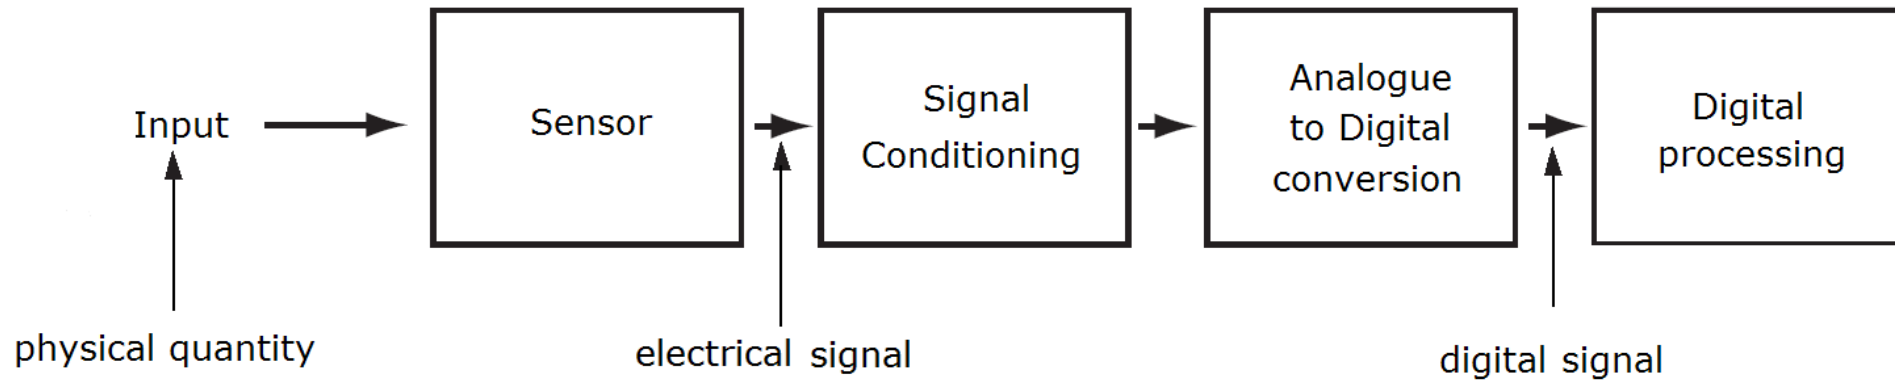 Input
Sensor
Signal
Conditioning
Analogue
to Digital
conversion
Digital
processing
physical quantity
electrical signal
digital signal